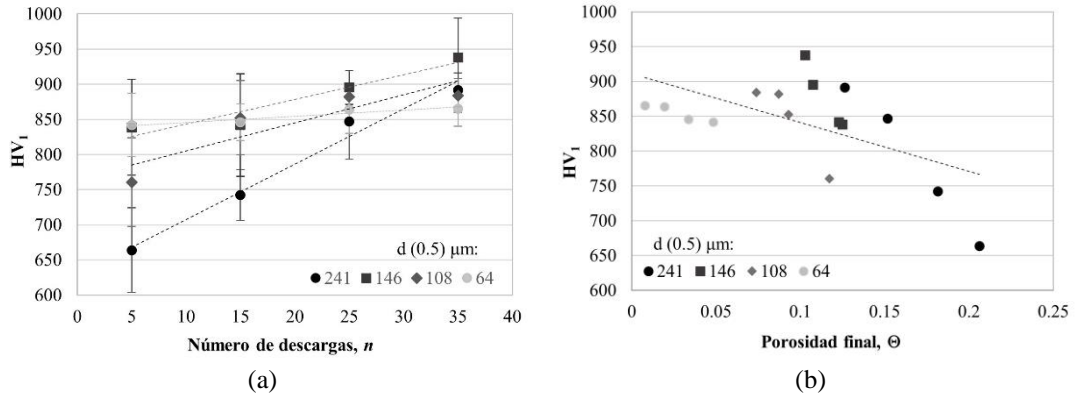 1000
950
900
850
800
750
700
650
600
HV1
0 5 10 15 20 25 30 35 40
Número de descargas, n
d (0.5) μm:
241 146 108 64
(a)
1000
950
900
850
800
750
700
650
600
HV1
0 0.05 0.1 0.15 0.2 0.25
Porosidad final, Θ
d (0.5) μm:
241 146 108 64
(b)